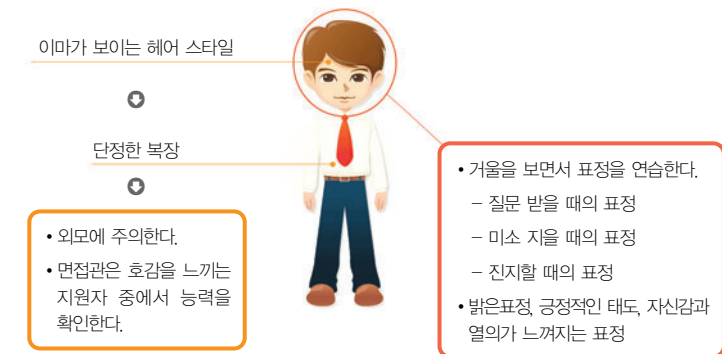 이마가 보이는 헤어 스타일
단정한 복장
• 외모에 주의한다.
• 면접관은 호감을 느끼는
지원자 중에서 능력을
확인한다.
• 거울을 보면서 표정을 연습한다.
– 질문 받을 때의 표정
– 미소 지을 때의 표정
– 진지할 때의 표정
• 밝은표정, 긍정적인 태도, 자신감과
열의가 느껴지는 표정